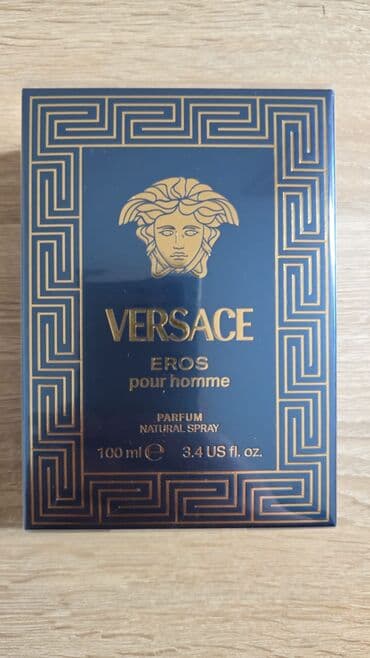 VERSACE
EROS
pour homme
PARFUM
NATURAL SPRAY
100 ml ℮ 3.4 US fl. oz.